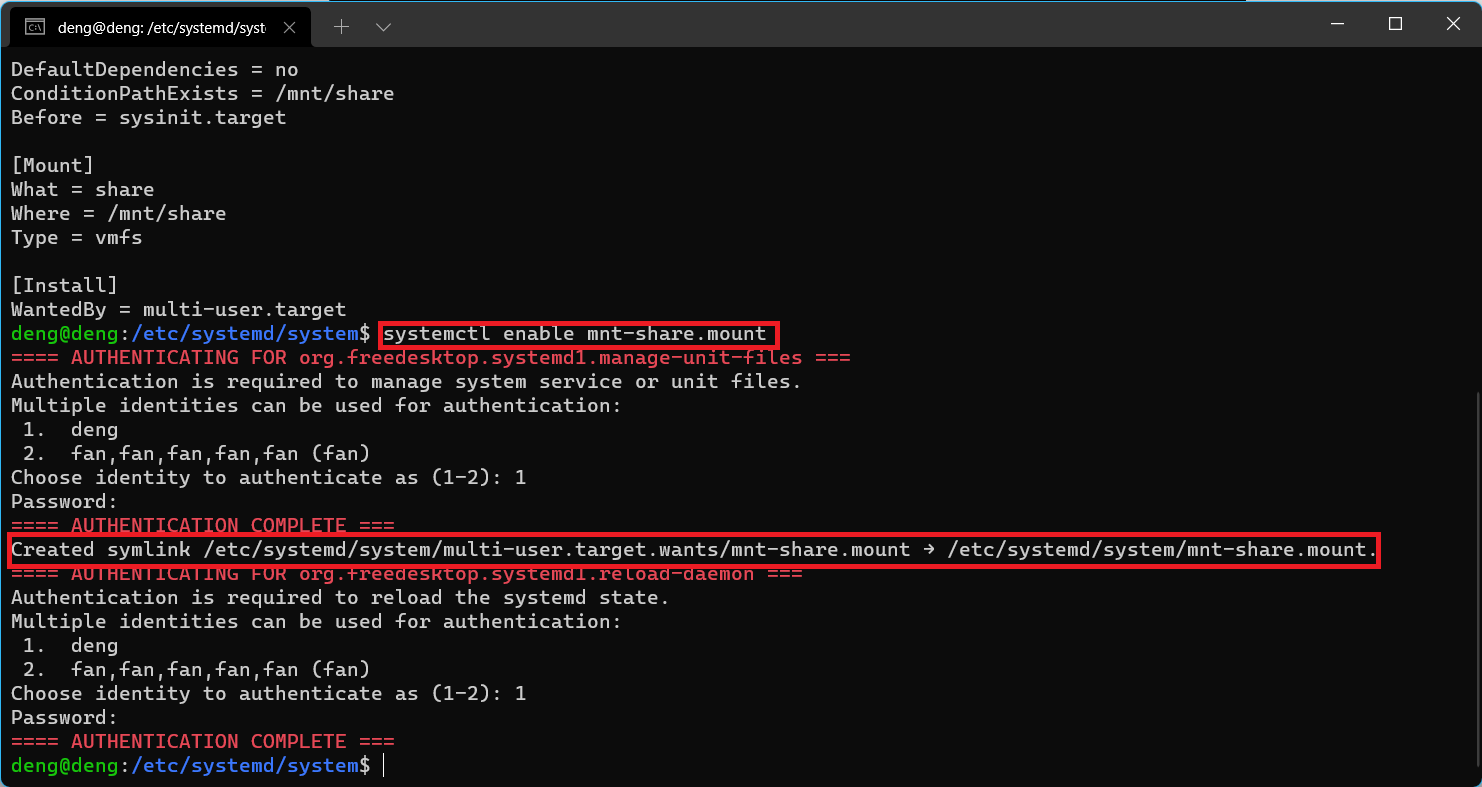 deng@deng: /etc/systemd/syst
DefaultDependencies = no
ConditionPathExists = /mnt/share
Before = sysinit.target
[Mount]
What = share
Where = /mnt/share
Type = vmfs
[Install]
WantedBy = multi-user.target
deng@deng:/etc/systemd/system$ systemctl enable mnt-share.mount
==== AUTHENTICATING FOR org.freedesktop.systemd1.manage-unit-files ===
Authentication is required to manage system service or unit files.
Multiple identities can be used for authentication:
 1.  deng
 2.  fan,fan,fan,fan,fan (fan)
Choose identity to authenticate as (1-2): 1
Password:
==== AUTHENTICATION COMPLETE ===
Created symlink /etc/systemd/system/multi-user.target.wants/mnt-share.mount → /etc/systemd/system/mnt-share.mount.
==== AUTHENTICATING FOR org.freedesktop.systemd1.reload-daemon ===
Authentication is required to reload the systemd state.
Multiple identities can be used for authentication:
 1.  deng
 2.  fan,fan,fan,fan,fan (fan)
Choose identity to authenticate as (1-2): 1
Password:
==== AUTHENTICATION COMPLETE ===
deng@deng:/etc/systemd/system$